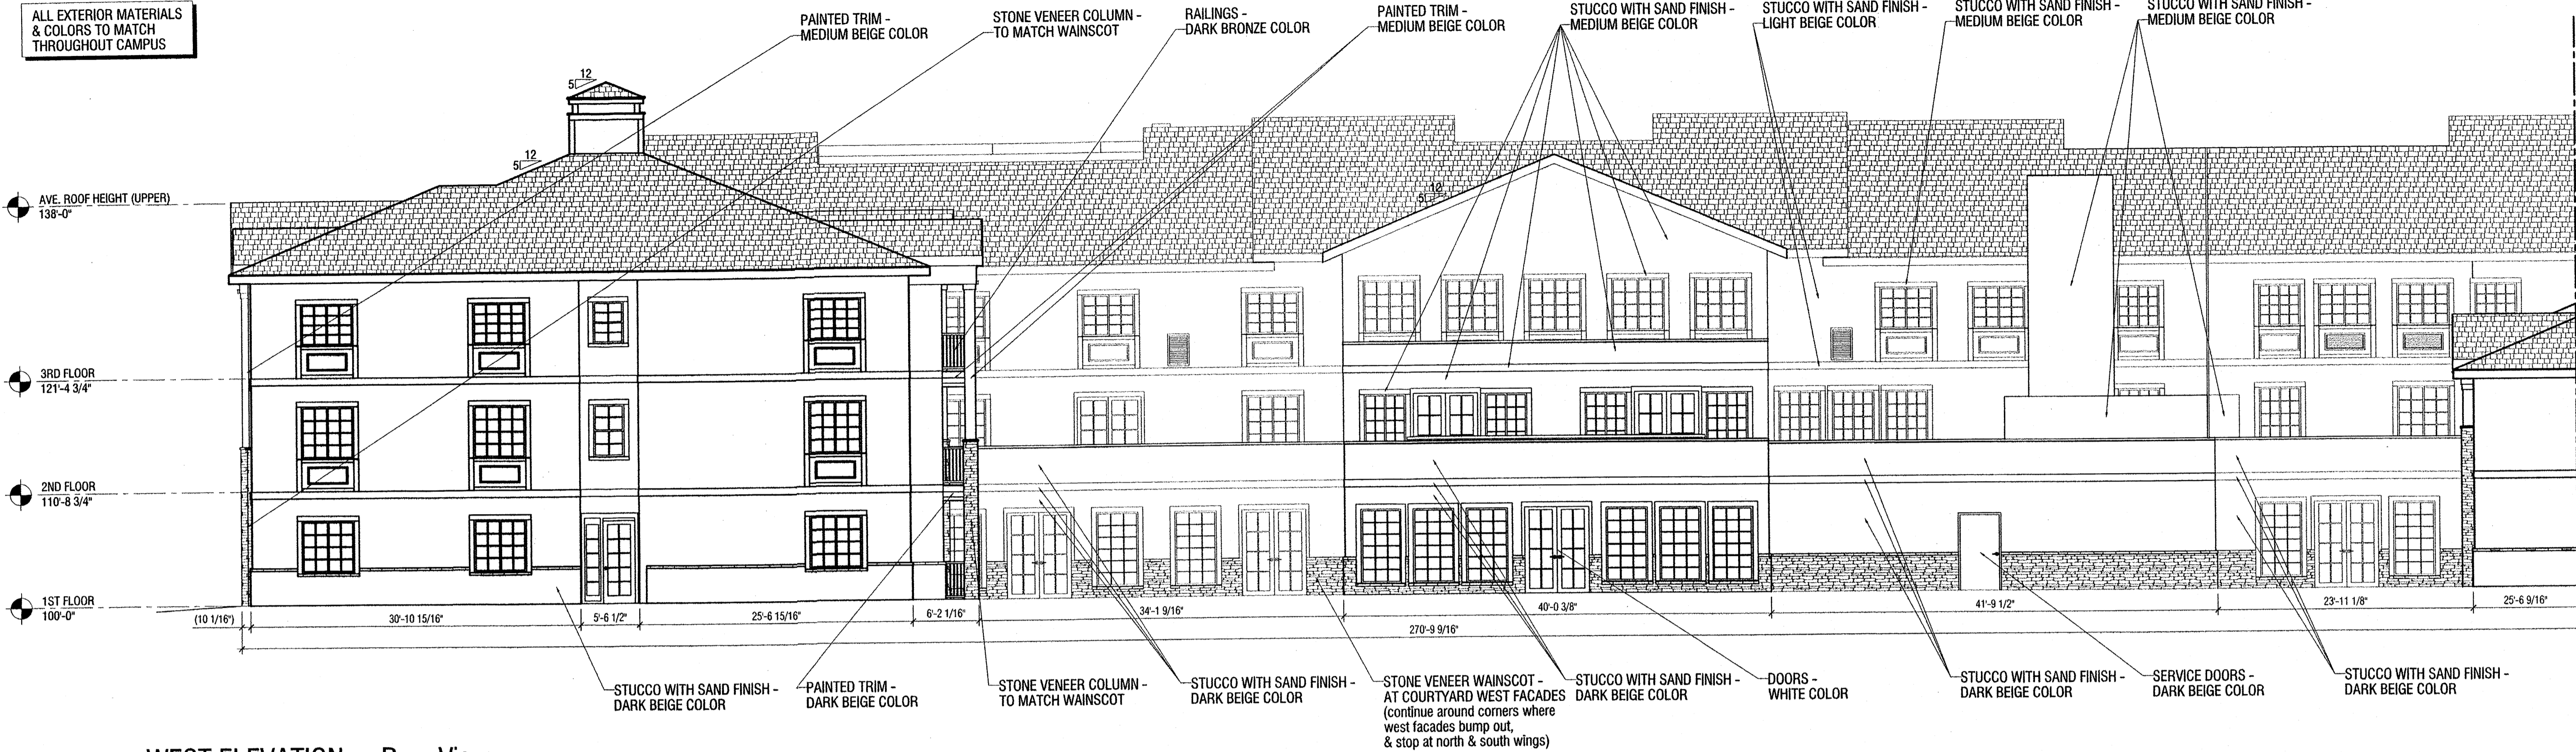 ALL EXTERIOR MATERIALS
& COLORS TO MATCH
THROUGHOUT CAMPUS
PAINTED TRIM -
MEDIUM BEIGE COLOR
STONE VENEER COLUMN -
TO MATCH WAINSCOT
RAILINGS -
DARK BRONZE COLOR
PAINTED TRIM -
MEDIUM BEIGE COLOR
STUCCO WITH SAND FINISH -
MEDIUM BEIGE COLOR
STUCCO WITH SAND FINISH -
LIGHT BEIGE COLOR
STUCCO WITH SAND FINISH -
MEDIUM BEIGE COLOR
STUCCO WITH SAND FINISH -
MEDIUM BEIGE COLOR
12
5
12
5
12
5
AVE. ROOF HEIGHT (UPPER)
138'-0"
3RD FLOOR
121'-4 3/4"
2ND FLOOR
110'-8 3/4"
1ST FLOOR
100'-0"
(10 1/16")
30'-10 15/16"
5'-6 1/2"
25'-6 15/16"
6'-2 1/16"
34'-1 9/16"
40'-0 3/8"
41'-9 1/2"
23'-11 1/8"
25'-6 9/16"
270'-9 9/16"
STUCCO WITH SAND FINISH -
DARK BEIGE COLOR
PAINTED TRIM -
DARK BEIGE COLOR
STONE VENEER COLUMN -
TO MATCH WAINSCOT
STUCCO WITH SAND FINISH -
DARK BEIGE COLOR
STONE VENEER WAINSCOT -
AT COURTYARD WEST FACADES
(continue around corners where
west facades bump out,
& stop at north & south wings)
STUCCO WITH SAND FINISH -
DARK BEIGE COLOR
DOORS -
WHITE COLOR
STUCCO WITH SAND FINISH -
DARK BEIGE COLOR
SERVICE DOORS -
DARK BEIGE COLOR
STUCCO WITH SAND FINISH -
DARK BEIGE COLOR
WEST ELEVATION